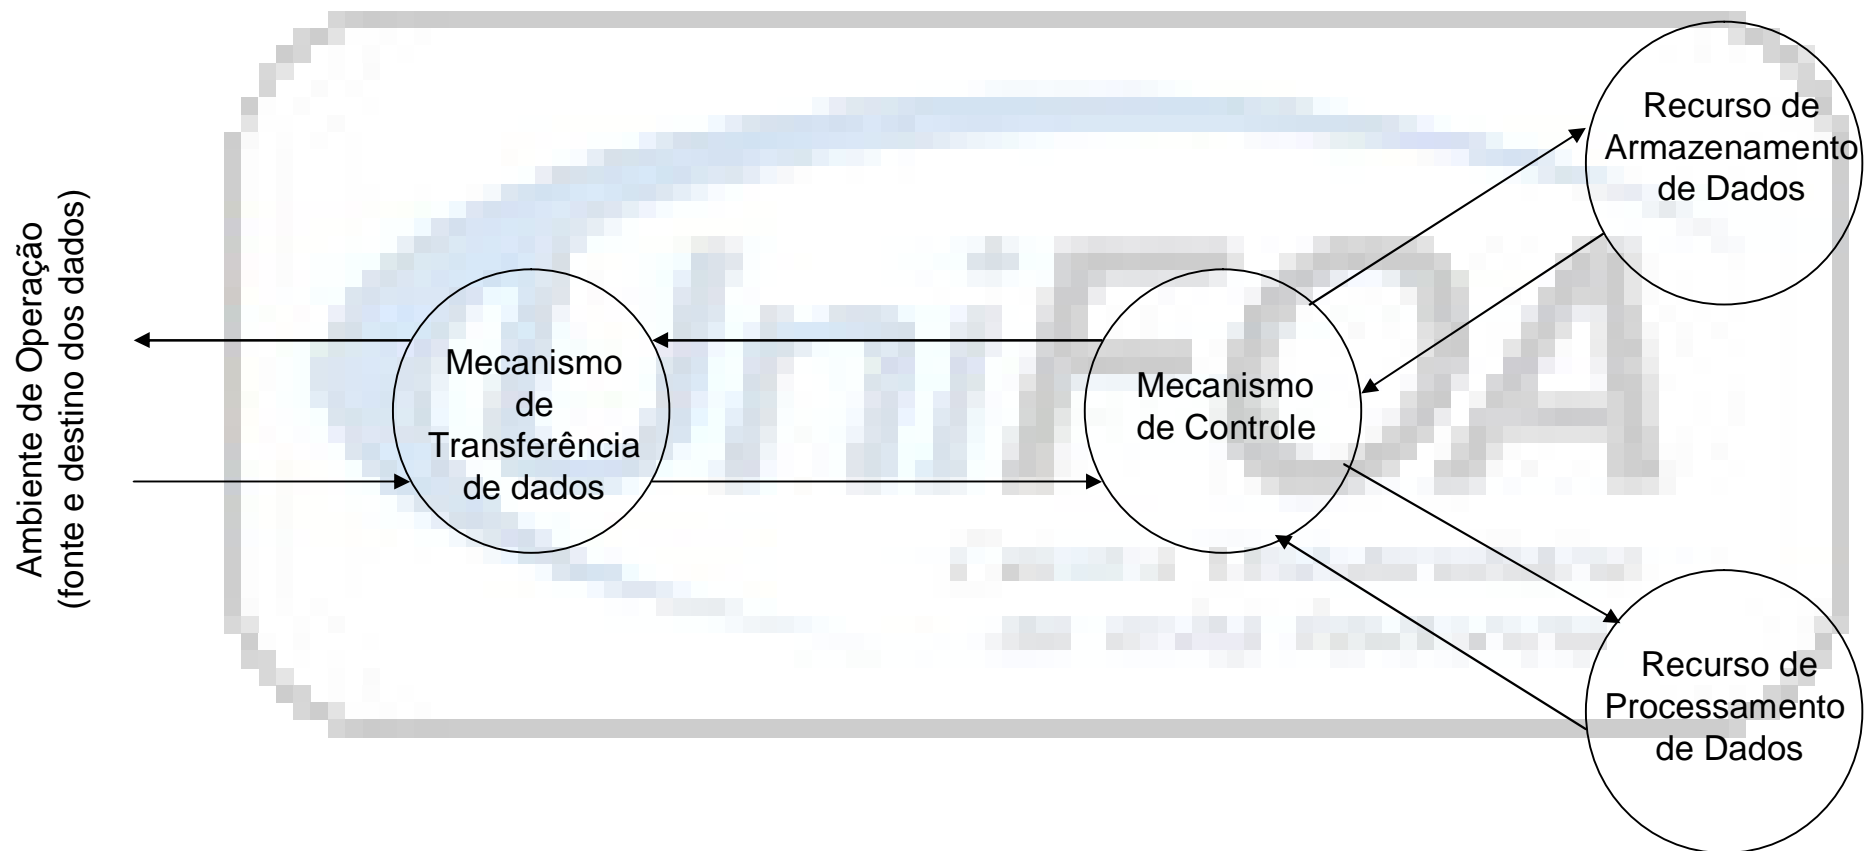 Ambiente de Operação
(fonte e destino dos dados)
Mecanismo
de
Transferência
de dados
Mecanismo
de Controle
Recurso de
Armazenamento
de Dados
Recurso de
Processamento
de Dados
UniFOA